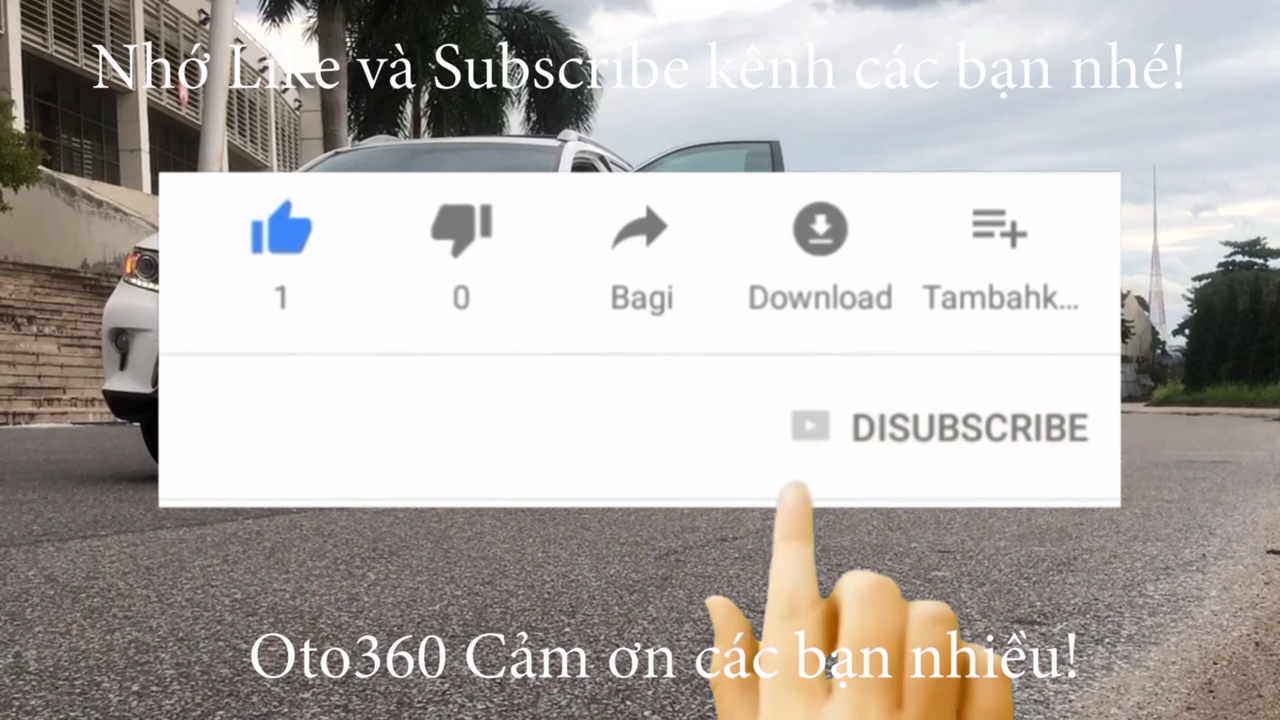 Nhớ Like và Subscribe kênh các bạn nhé!
1
0
Bagi
Download
Tambahk...
DISUBSCRIBE
Oto360 Cảm ơn các bạn nhiều!